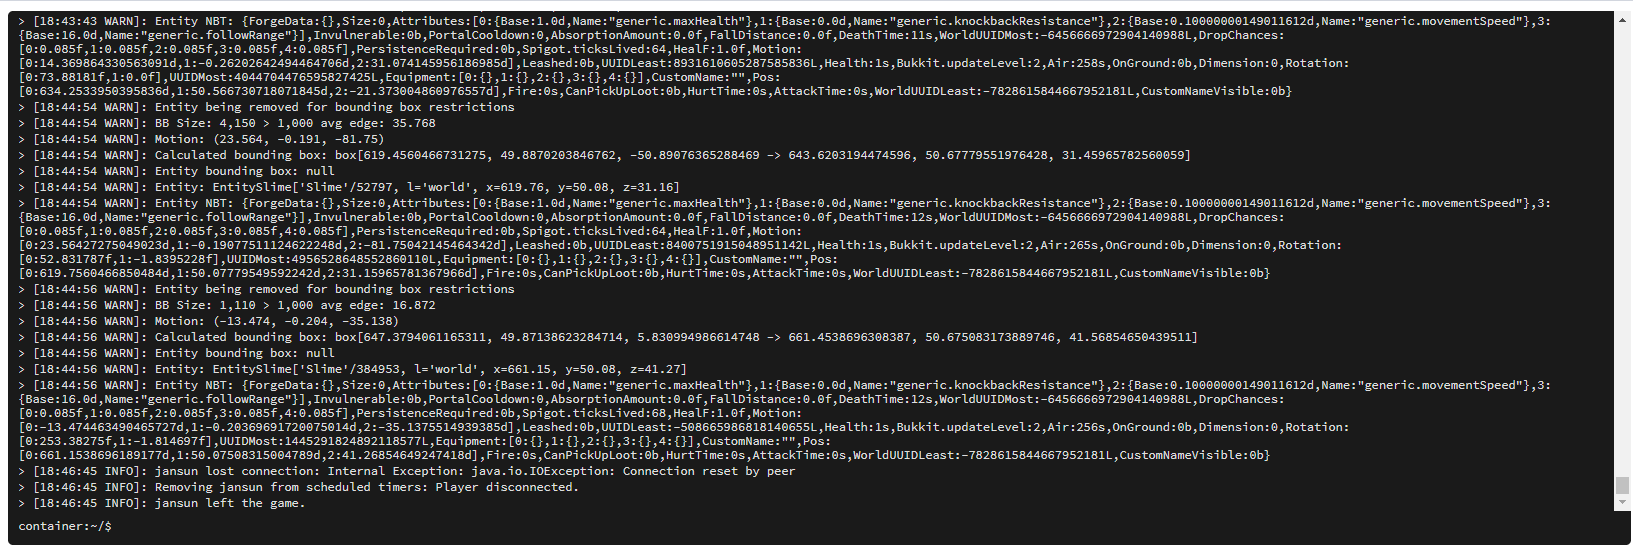 > [18:43:43 WARN]: Entity NBT: {ForgeData:{},Size:0,Attributes:[0:{Base:1.0d,Name:"generic.maxHealth"},1:{Base:0.0d,Name:"generic.knockbackResistance"},2:{Base:0.10000000149011612d,Name:"generic.movementSpeed"},3:
{Base:16.0d,Name:"generic.followRange"}],Invulnerable:0b,PortalCooldown:0,AbsorptionAmount:0.0f,FallDistance:0.0f,DeathTime:11s,WorldUUIDMost:-6456666972904140988L,DropChances:
[0:0.085f,1:0.085f,2:0.085f,3:0.085f,4:0.085f],PersistenceRequired:0b,Spigot.ticksLived:64,HealF:1.0f,Motion:
[0:14.369864330563091d,1:-0.26202642494464706d,2:31.074145956186985d],Leashed:0b,UUIDLeast:8931610605287585836L,Health:1s,Bukkit.updateLevel:2,Air:258s,OnGround:0b,Dimension:0,Rotation:
[0:73.88181f,1:0.0f],UUIDMost:4044704476595827425L,Equipment:[0:{},1:{},2:{},3:{},4:{}],CustomName:"",Pos:
[0:634.2533950395836d,1:50.566730718071845d,2:-21.373004860976557d],Fire:0s,CanPickUpLoot:0b,HurtTime:0s,AttackTime:0s,WorldUUIDLeast:-7828615844667952181L,CustomNameVisible:0b}
> [18:44:54 WARN]: Entity being removed for bounding box restrictions
> [18:44:54 WARN]: BB Size: 4,150 > 1,000 avg edge: 35.768
> [18:44:54 WARN]: Motion: (23.564, -0.191, -81.75)
> [18:44:54 WARN]: Calculated bounding box: box[619.4560466731275, 49.8870203846762, -50.89076365288469 -> 643.6203194474596, 50.67779551976428, 31.45965782560059]
> [18:44:54 WARN]: Entity bounding box: null
> [18:44:54 WARN]: Entity: EntitySlime['Slime'/52797, l='world', x=619.76, y=50.08, z=31.16]
> [18:44:54 WARN]: Entity NBT: {ForgeData:{},Size:0,Attributes:[0:{Base:1.0d,Name:"generic.maxHealth"},1:{Base:0.0d,Name:"generic.knockbackResistance"},2:{Base:0.10000000149011612d,Name:"generic.movementSpeed"},3:
{Base:16.0d,Name:"generic.followRange"}],Invulnerable:0b,PortalCooldown:0,AbsorptionAmount:0.0f,FallDistance:0.0f,DeathTime:12s,WorldUUIDMost:-6456666972904140988L,DropChances:
[0:0.085f,1:0.085f,2:0.085f,3:0.085f,4:0.085f],PersistenceRequired:0b,Spigot.ticksLived:64,HealF:1.0f,Motion:
[0:23.56427275049023d,1:-0.19077511124622248d,2:-81.75042145464342d],Leashed:0b,UUIDLeast:8400751915048951142L,Health:1s,Bukkit.updateLevel:2,Air:265s,OnGround:0b,Dimension:0,Rotation:
[0:52.831787f,1:-1.8395228f],UUIDMost:4956528648552860110L,Equipment:[0:{},1:{},2:{},3:{},4:{}],CustomName:"",Pos:
[0:619.7560466850484d,1:50.07779549592242d,2:31.15965781367966d],Fire:0s,CanPickUpLoot:0b,HurtTime:0s,AttackTime:0s,WorldUUIDLeast:-7828615844667952181L,CustomNameVisible:0b}
> [18:44:56 WARN]: Entity being removed for bounding box restrictions
> [18:44:56 WARN]: BB Size: 1,110 > 1,000 avg edge: 16.872
> [18:44:56 WARN]: Motion: (-13.474, -0.204, -35.138)
> [18:44:56 WARN]: Calculated bounding box: box[647.3794061165311, 49.87138623284714, 5.830994986614748 -> 661.4538696308387, 50.675083173889746, 41.56854650439511]
> [18:44:56 WARN]: Entity bounding box: null
> [18:44:56 WARN]: Entity: EntitySlime['Slime'/384953, l='world', x=661.15, y=50.08, z=41.27]
> [18:44:56 WARN]: Entity NBT: {ForgeData:{},Size:0,Attributes:[0:{Base:1.0d,Name:"generic.maxHealth"},1:{Base:0.0d,Name:"generic.knockbackResistance"},2:{Base:0.10000000149011612d,Name:"generic.movementSpeed"},3:
{Base:16.0d,Name:"generic.followRange"}],Invulnerable:0b,PortalCooldown:0,AbsorptionAmount:0.0f,FallDistance:0.0f,DeathTime:12s,WorldUUIDMost:-6456666972904140988L,DropChances:
[0:0.085f,1:0.085f,2:0.085f,3:0.085f,4:0.085f],PersistenceRequired:0b,Spigot.ticksLived:68,HealF:1.0f,Motion:
[0:-13.474463490465727d,1:-0.20369691720075014d,2:-35.1375514939385d],Leashed:0b,UUIDLeast:-5086659868181406​55L,Health:1s,Bukkit.updateLevel:2,Air:256s,OnGround:0b,Dimension:0,Rotation:
[0:253.38275f,1:-1.814697f],UUIDMost:1445291824892118577L,Equipment:[0:{},1:{},2:{},3:{},4:{}],CustomName:"",Pos:
[0:661.1538696189177d,1:50.07508315004789d,2:41.26854649247418d],Fire:0s,CanPickUpLoot:0b,HurtTime:0s,AttackTime:0s,WorldUUIDLeast:-7828615844667952181L,CustomNameVisible:0b}
> [18:46:45 INFO]: jansun lost connection: Internal Exception: java.io.IOException: Connection reset by peer
> [18:46:45 INFO]: Removing jansun from scheduled timers: Player disconnected.
> [18:46:45 INFO]: jansun left the game.
container:~/$